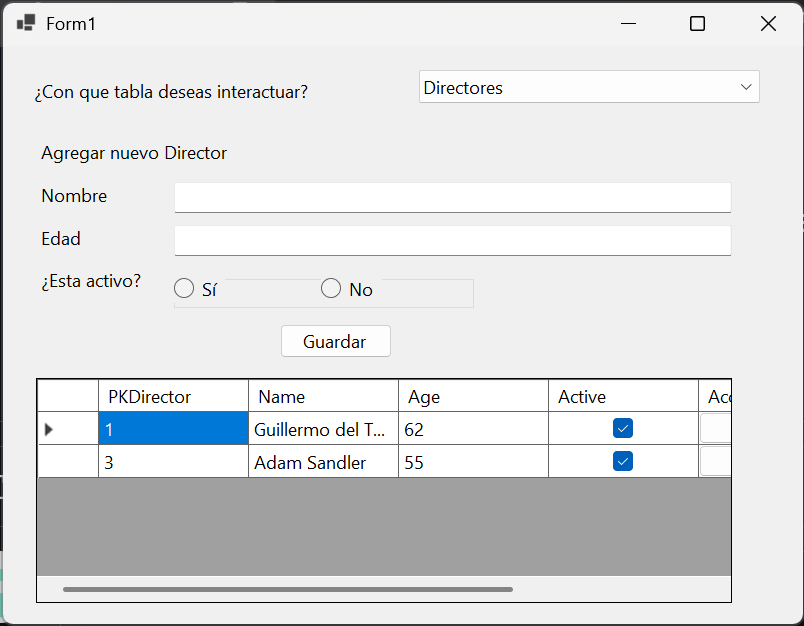 Form1
¿Con que tabla deseas interactuar? Directores
Agregar nuevo Director
Nombre
Edad
¿Esta activo? Sí No
Guardar
PKDirector Name Age Active
1 Guillermo del T... 62
3 Adam Sandler 55